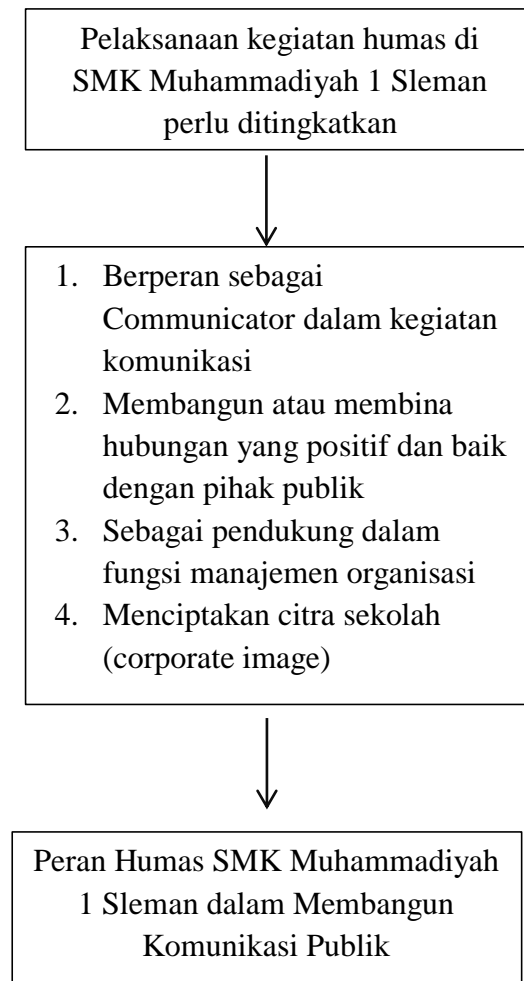 Pelaksanaan kegiatan humas di
SMK Muhammadiyah 1 Sleman
perlu ditingkatkan
1. Berperan sebagai
Communicator dalam kegiatan
komunikasi
2. Membangun atau membina
hubungan yang positif dan baik
dengan pihak publik
3. Sebagai pendukung dalam
fungsi manajemen organisasi
4. Menciptakan citra sekolah
(corporate image)
Peran Humas SMK Muhammadiyah
1 Sleman dalam Membangun
Komunikasi Publik